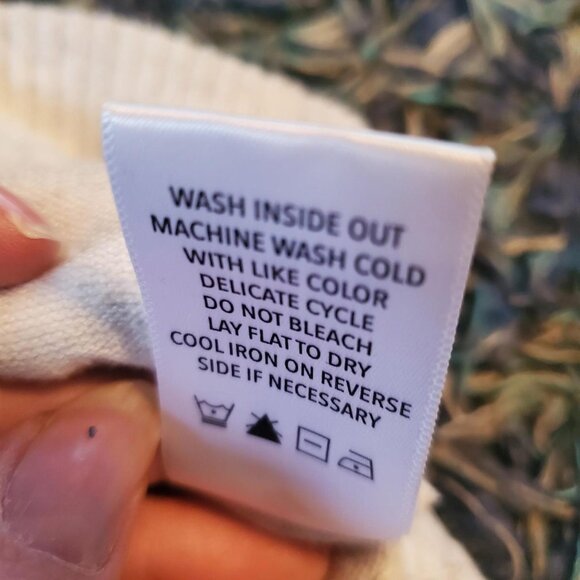 WASH INSIDE OUT
MACHINE WASH COLD
WITH LIKE COLOR
DELICATE CYCLE
DO NOT BLEACH
LAY FLAT TO DRY
COOL IRON ON REVERSE
SIDE IF NECESSARY